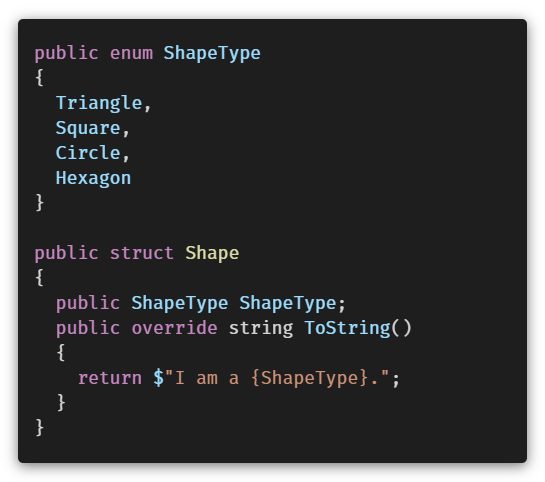 public enum ShapeType
{
  Triangle,
  Square,
  Circle,
  Hexagon
}

public struct Shape
{
  public ShapeType ShapeType;
  public override string ToString()
  {
    return $"I am a {ShapeType}.";
  }
}